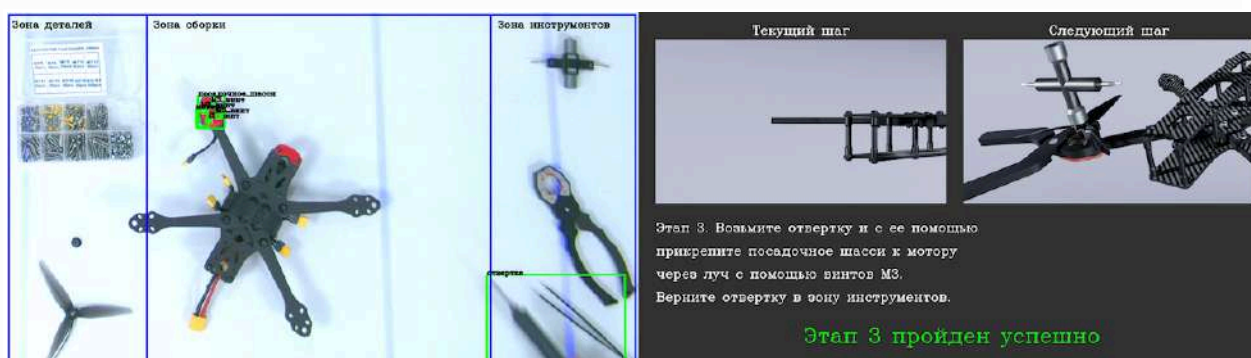 Зона деталей
Зона сборки
Зона инструментов
посадочное_шасси
винт
отвертка
Текущий шаг
Следующий шаг
Этап 3. Возьмите отвертку и с ее помощью
прикрепите посадочное шасси к мотору
через луч с помощью винтов М3.
Верните отвертку в зону инструментов.
Этап 3 пройден успешно